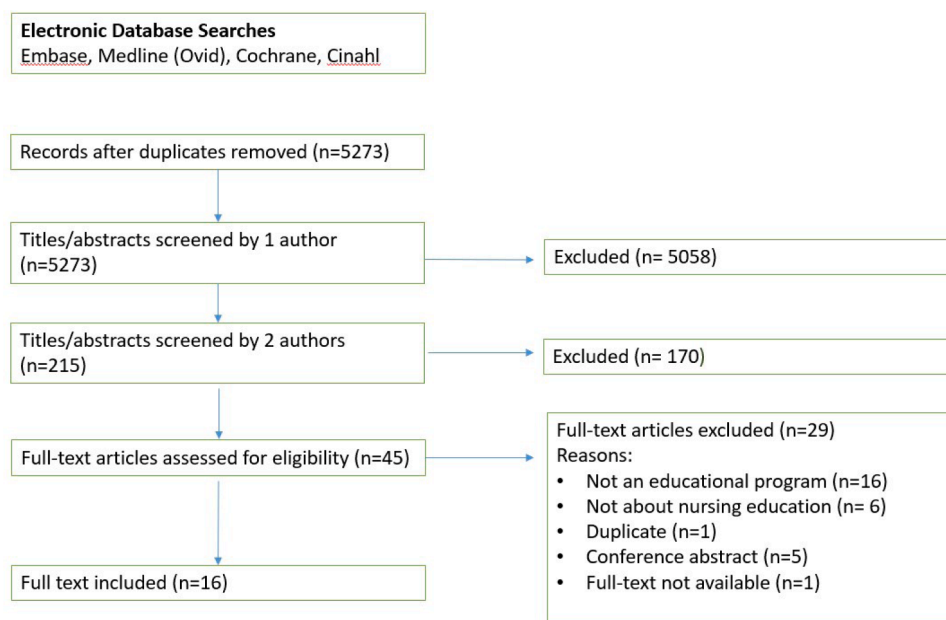 Electronic Database Searches
Embase, Medline (Ovid), Cochrane, Cinahl
Records after duplicates removed (n=5273)
Titles/abstracts screened by 1 author
(n=5273)
Excluded (n= 5058)
Titles/abstracts screened by 2 authors
(n=215)
Excluded (n= 170)
Full-text articles assessed for eligibility (n=45)
Full-text articles excluded (n=29)
Reasons:
• Not an educational program (n=16)
• Not about nursing education (n= 6)
• Duplicate (n=1)
• Conference abstract (n=5)
• Full-text not available (n=1)
Full text included (n=16)